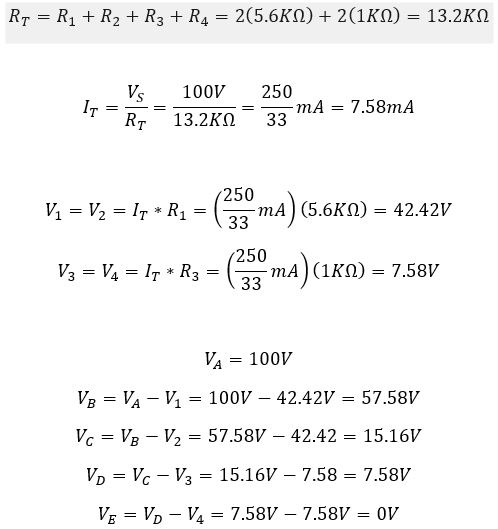 R_T = R_1 + R_2 + R_3 + R_4 = 2(5.6KΩ) + 2(1KΩ) = 13.2KΩ
I_T = V_S/R_T = 100V/13.2KΩ = 250/33 mA = 7.58mA
V_1 = V_2 = I_T * R_1 = (250/33 mA)(5.6KΩ) = 42.42V
V_3 = V_4 = I_T * R_3 = (250/33 mA)(1KΩ) = 7.58V
V_A = 100V
V_B = V_A − V_1 = 100V − 42.42V = 57.58V
V_C = V_B − V_2 = 57.58V − 42.42 = 15.16V
V_D = V_C − V_3 = 15.16V − 7.58 = 7.58V
V_E = V_D − V_4 = 7.58V − 7.58V = 0V